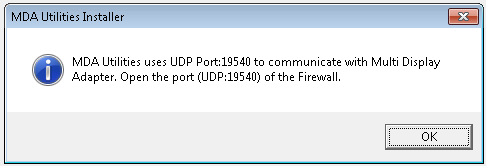 MDA Utilities Installer
MDA Utilities uses UDP Port:19540 to communicate with Multi Display
Adapter. Open the port (UDP:19540) of the Firewall.
OK